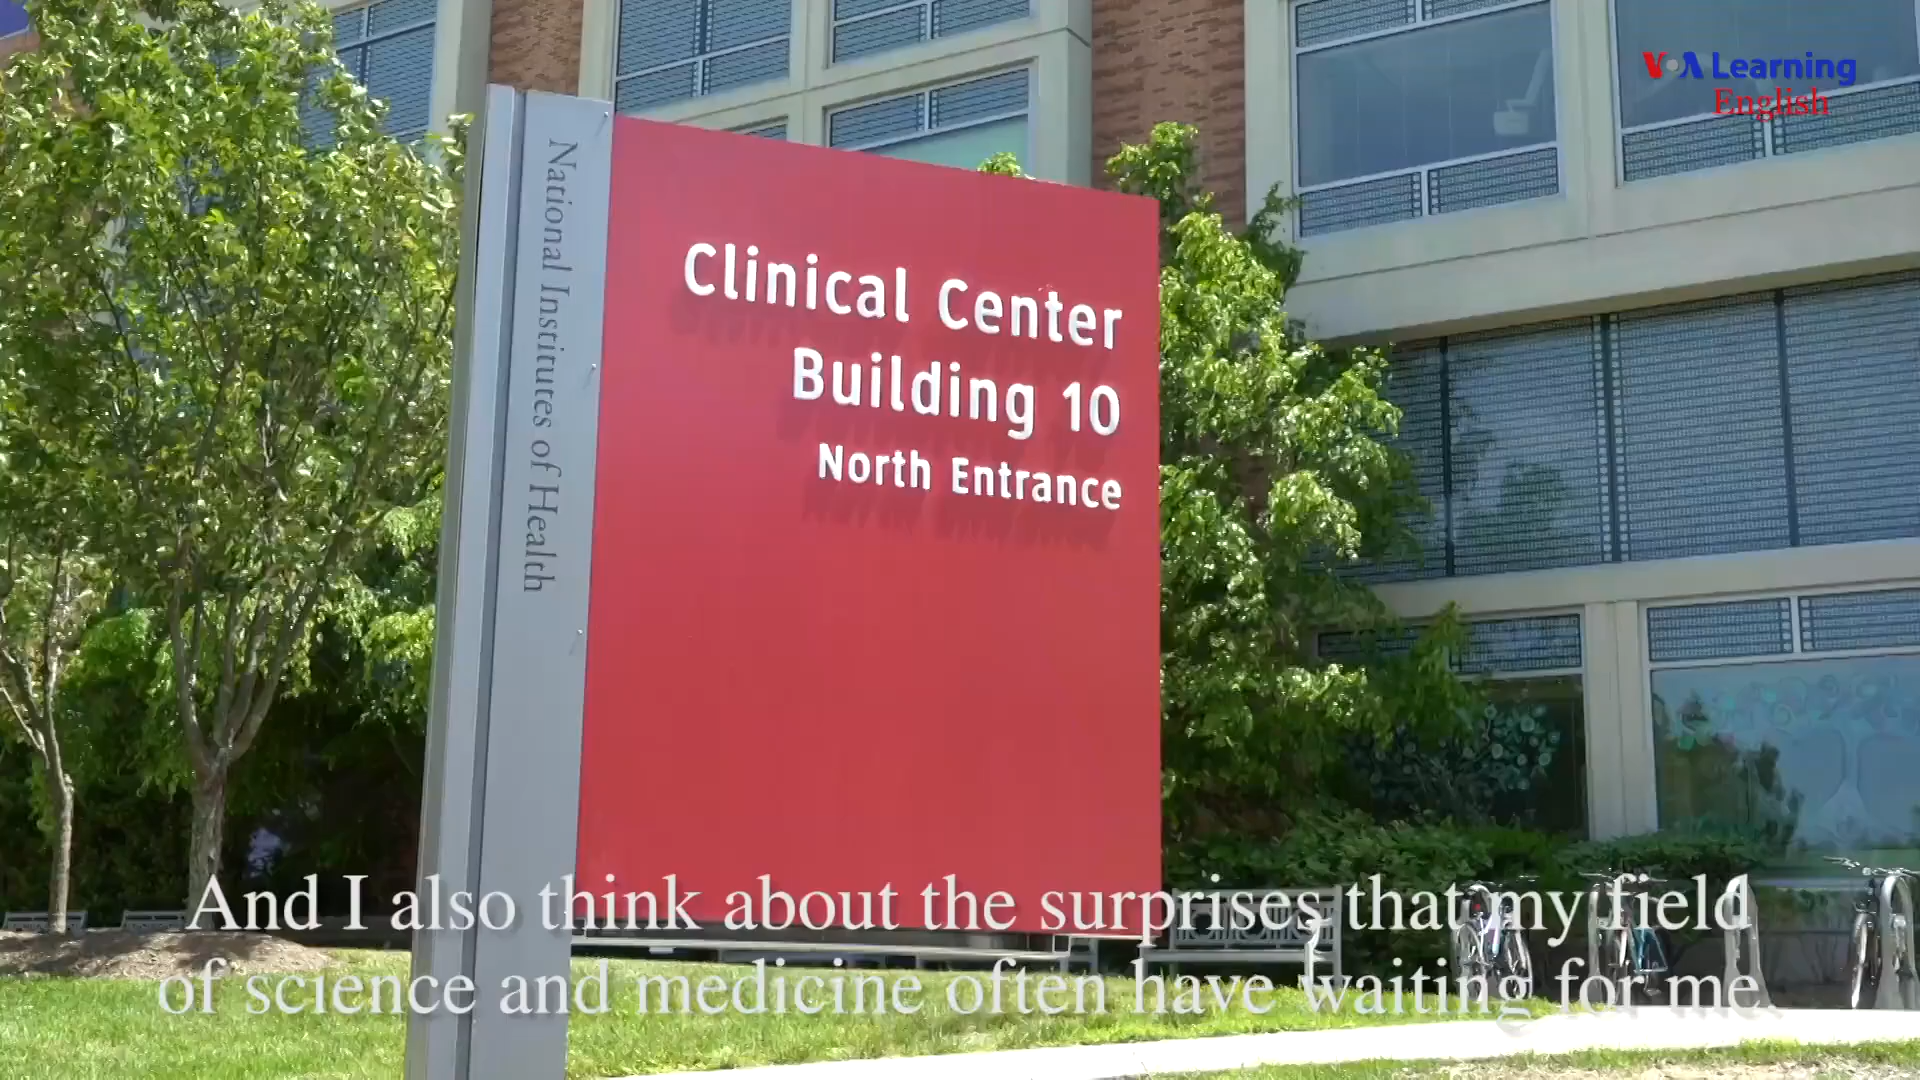 VOA Learning
English
National Institutes of Health
Clinical Center
Building 10
North Entrance
And I also think about the surprises that my field
of science and medicine often have waiting for me.